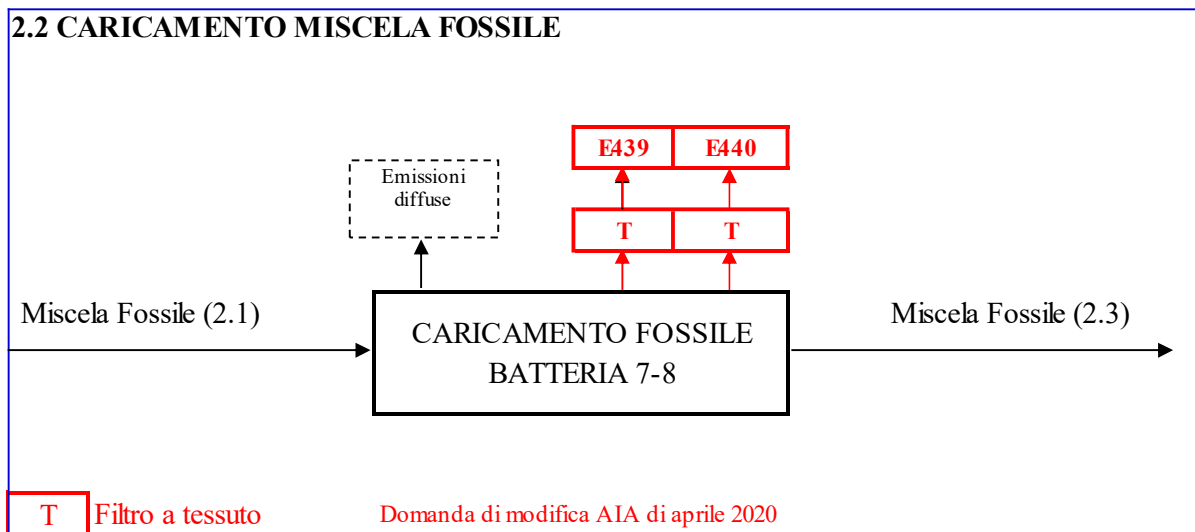 2.2 CARICAMENTO MISCELA FOSSILE
E439 E440
Emissioni
diffuse
T T
Miscela Fossile (2.1)
CARICAMENTO FOSSILE
BATTERIA 7-8
Miscela Fossile (2.3)
T Filtro a tessuto
Domanda di modifica AIA di aprile 2020